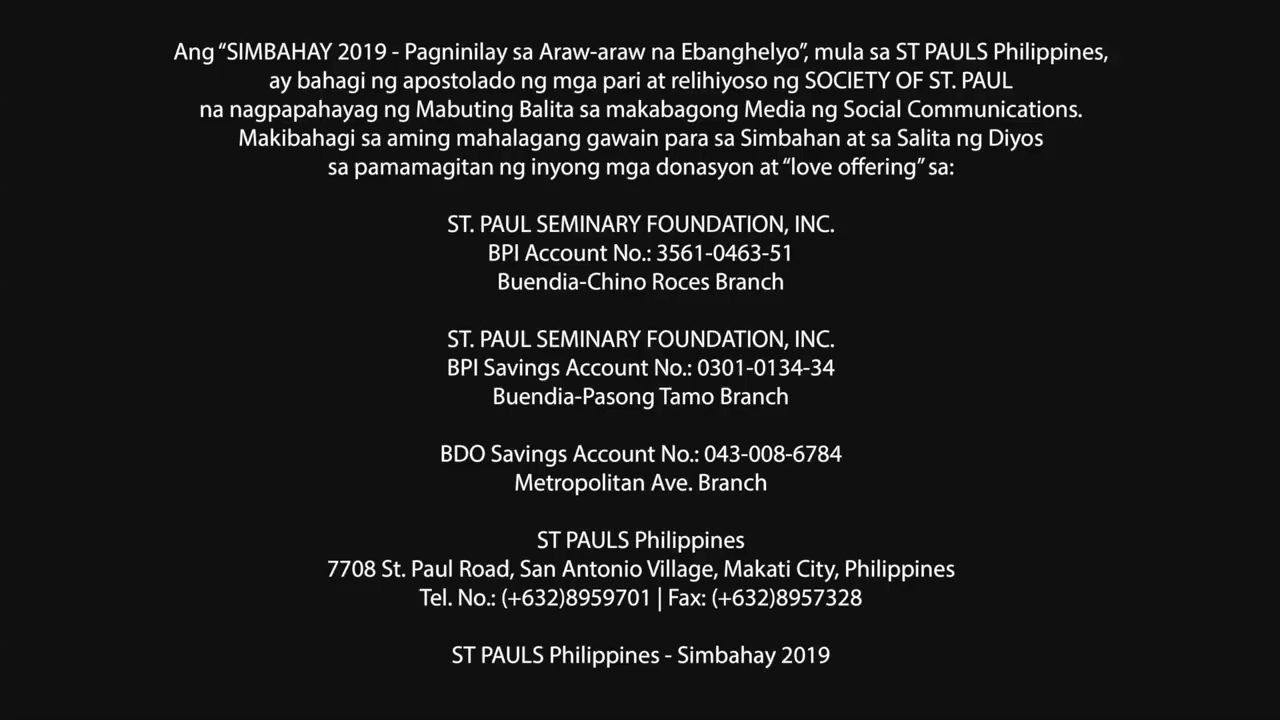 Ang “SIMBAHAY 2019 - Pagninilay sa Araw-araw na Ebanghelyo”, mula sa ST PAULS Philippines,
ay bahagi ng apostolado ng mga pari at relihiyoso ng SOCIETY OF ST. PAUL
na nagpapahayag ng Mabuting Balita sa makabagong Media ng Social Communications.
Makibahagi sa aming mahalagang gawain para sa Simbahan at sa Salita ng Diyos
sa pamamagitan ng inyong mga donasyon at “love offering” sa:
ST. PAUL SEMINARY FOUNDATION, INC.
BPI Account No.: 3561-0463-51
Buendia-Chino Roces Branch
ST. PAUL SEMINARY FOUNDATION, INC.
BPI Savings Account No.: 0301-0134-34
Buendia-Pasong Tamo Branch
BDO Savings Account No.: 043-008-6784
Metropolitan Ave. Branch
ST PAULS Philippines
7708 St. Paul Road, San Antonio Village, Makati City, Philippines
Tel. No.: (+632)8959701 | Fax: (+632)8957328
ST PAULS Philippines - Simbahay 2019